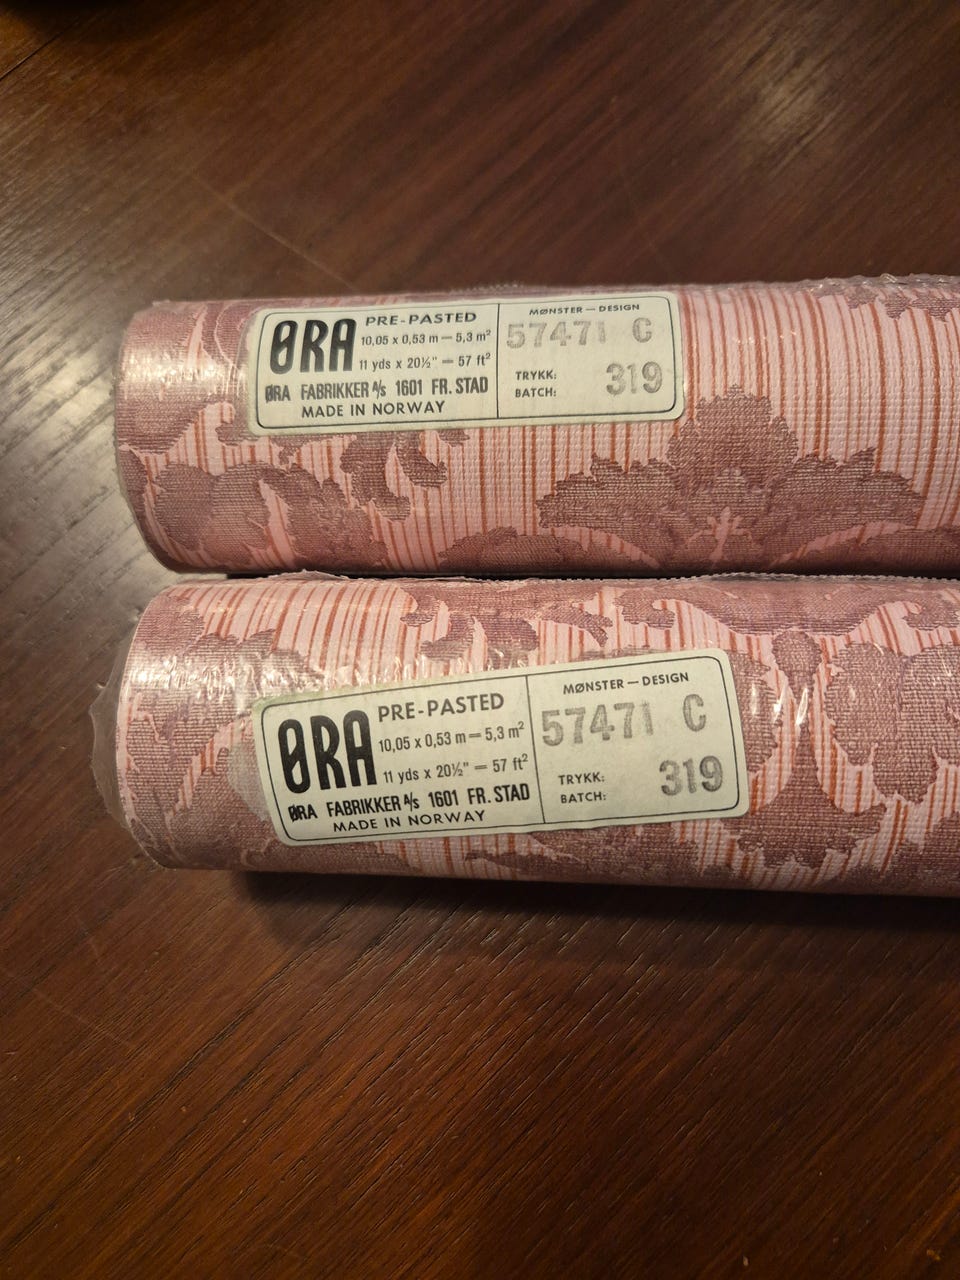 ØRA PRE-PASTED
10,05 x 0,53 m — 5,3 m²
11 yds x 20½" — 57 ft²
ØRA FABRIKKER A/s 1601 FR. STAD
MADE IN NORWAY
MØNSTER — DESIGN
57471 C
TRYKK:
BATCH: 319
ØRA PRE-PASTED
10,05 x 0,53 m — 5,3 m²
11 yds x 20½" — 57 ft²
ØRA FABRIKKER A/s 1601 FR. STAD
MADE IN NORWAY
MØNSTER — DESIGN
57471 C
TRYKK:
BATCH: 319